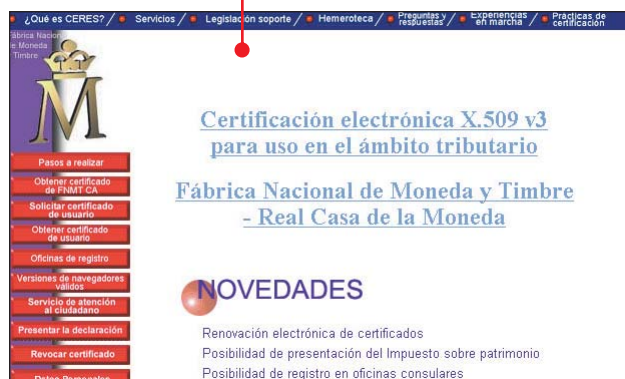 ¿Qué es CERES? / Servicios / Legislación soporte / Hemeroteca / Preguntas y respuestas / Experiencias en marcha / Prácticas de certificación
Fábrica Nacional
de Moneda y
Timbre
M
Certificación electrónica X.509 v3
para uso en el ámbito tributario
Fábrica Nacional de Moneda y Timbre
- Real Casa de la Moneda
Pasos a realizar
Obtener certificado
de FNMT CA
Solicitar certificado
de usuario
Obtener certificado
de usuario
Oficinas de registro
Versiones de navegadores
válidos
Servicio de atención
al ciudadano
Presentar la declaración
Revocar certificado
Datos Personales
NOVEDADES
Renovación electrónica de certificados
Posibilidad de presentación del Impuesto sobre patrimonio
Posibilidad de registro en oficinas consulares